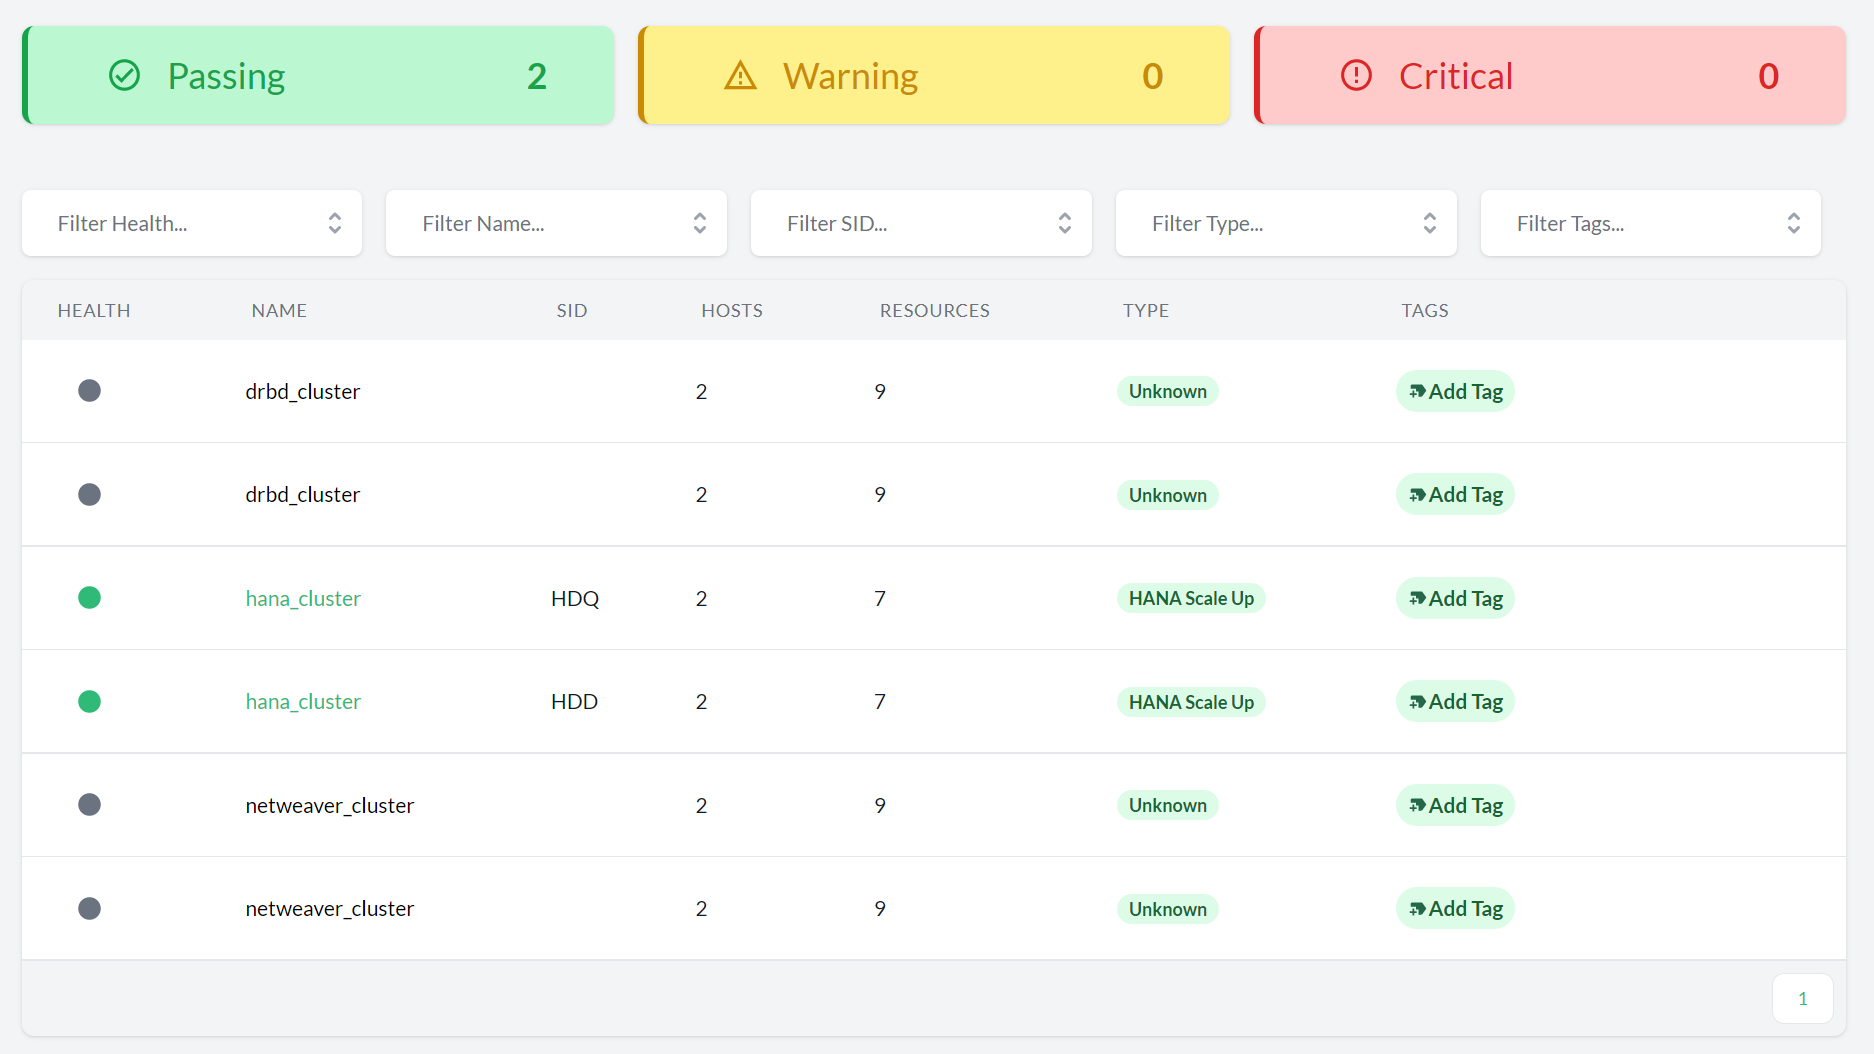 Passing 2 Warning 0 Critical 0
Filter Health... Filter Name... Filter SID... Filter Type... Filter Tags...
HEALTH NAME SID HOSTS RESOURCES TYPE TAGS
drbd_cluster 2 9 Unknown Add Tag
drbd_cluster 2 9 Unknown Add Tag
hana_cluster HDQ 2 7 HANA Scale Up Add Tag
hana_cluster HDD 2 7 HANA Scale Up Add Tag
netweaver_cluster 2 9 Unknown Add Tag
netweaver_cluster 2 9 Unknown Add Tag
1